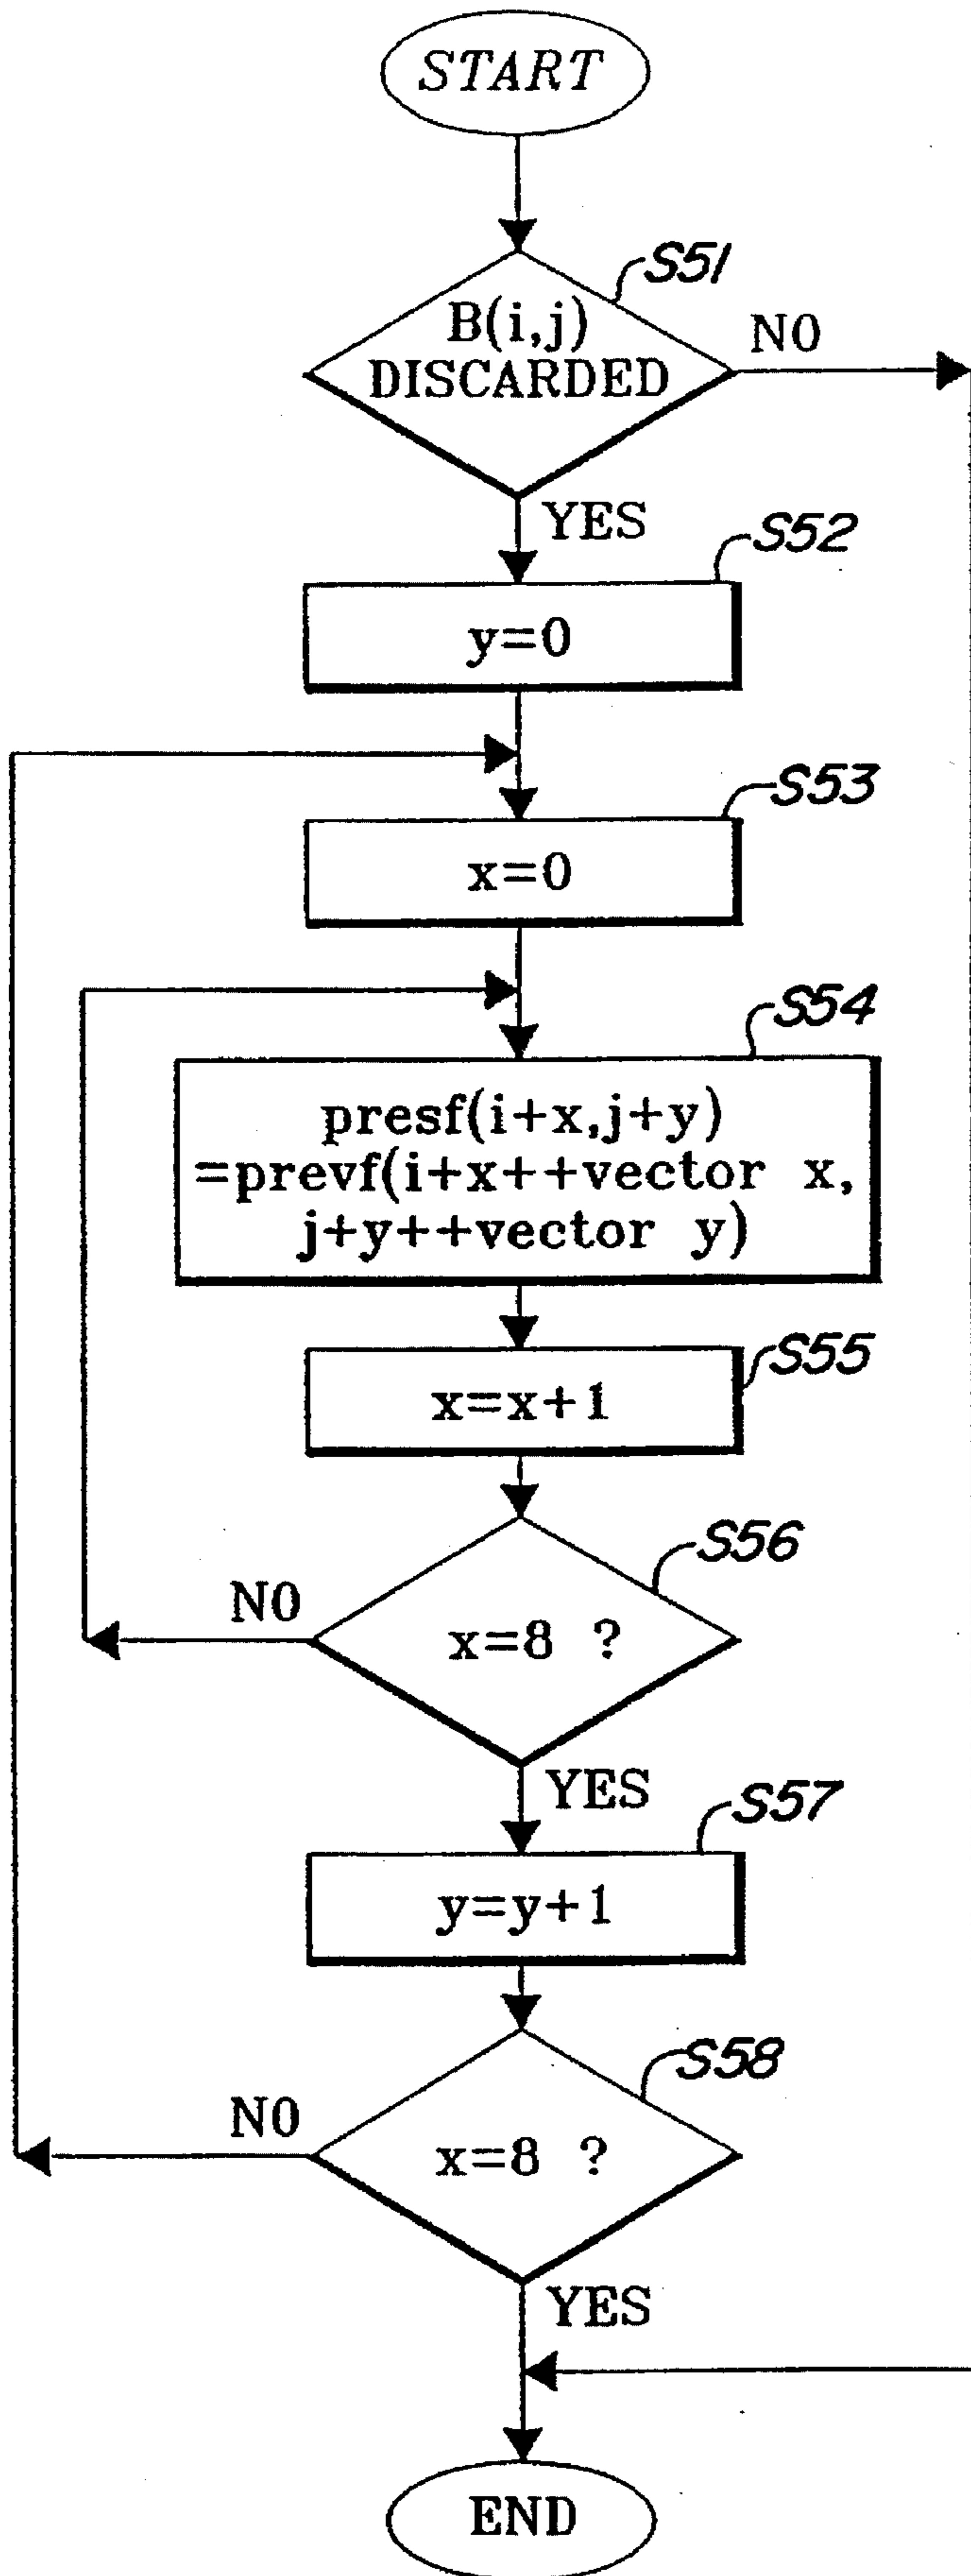 START
S51
B(i,j)
DISCARDED
NO
YES
S52
y=0
S53
x=0
S54
presf(i+x,j+y)
=prevf(i+x++vector x,
j+y++vector y)
S55
x=x+1
S56
NO
x=8 ?
YES
S57
y=y+1
S58
NO
x=8 ?
YES
END